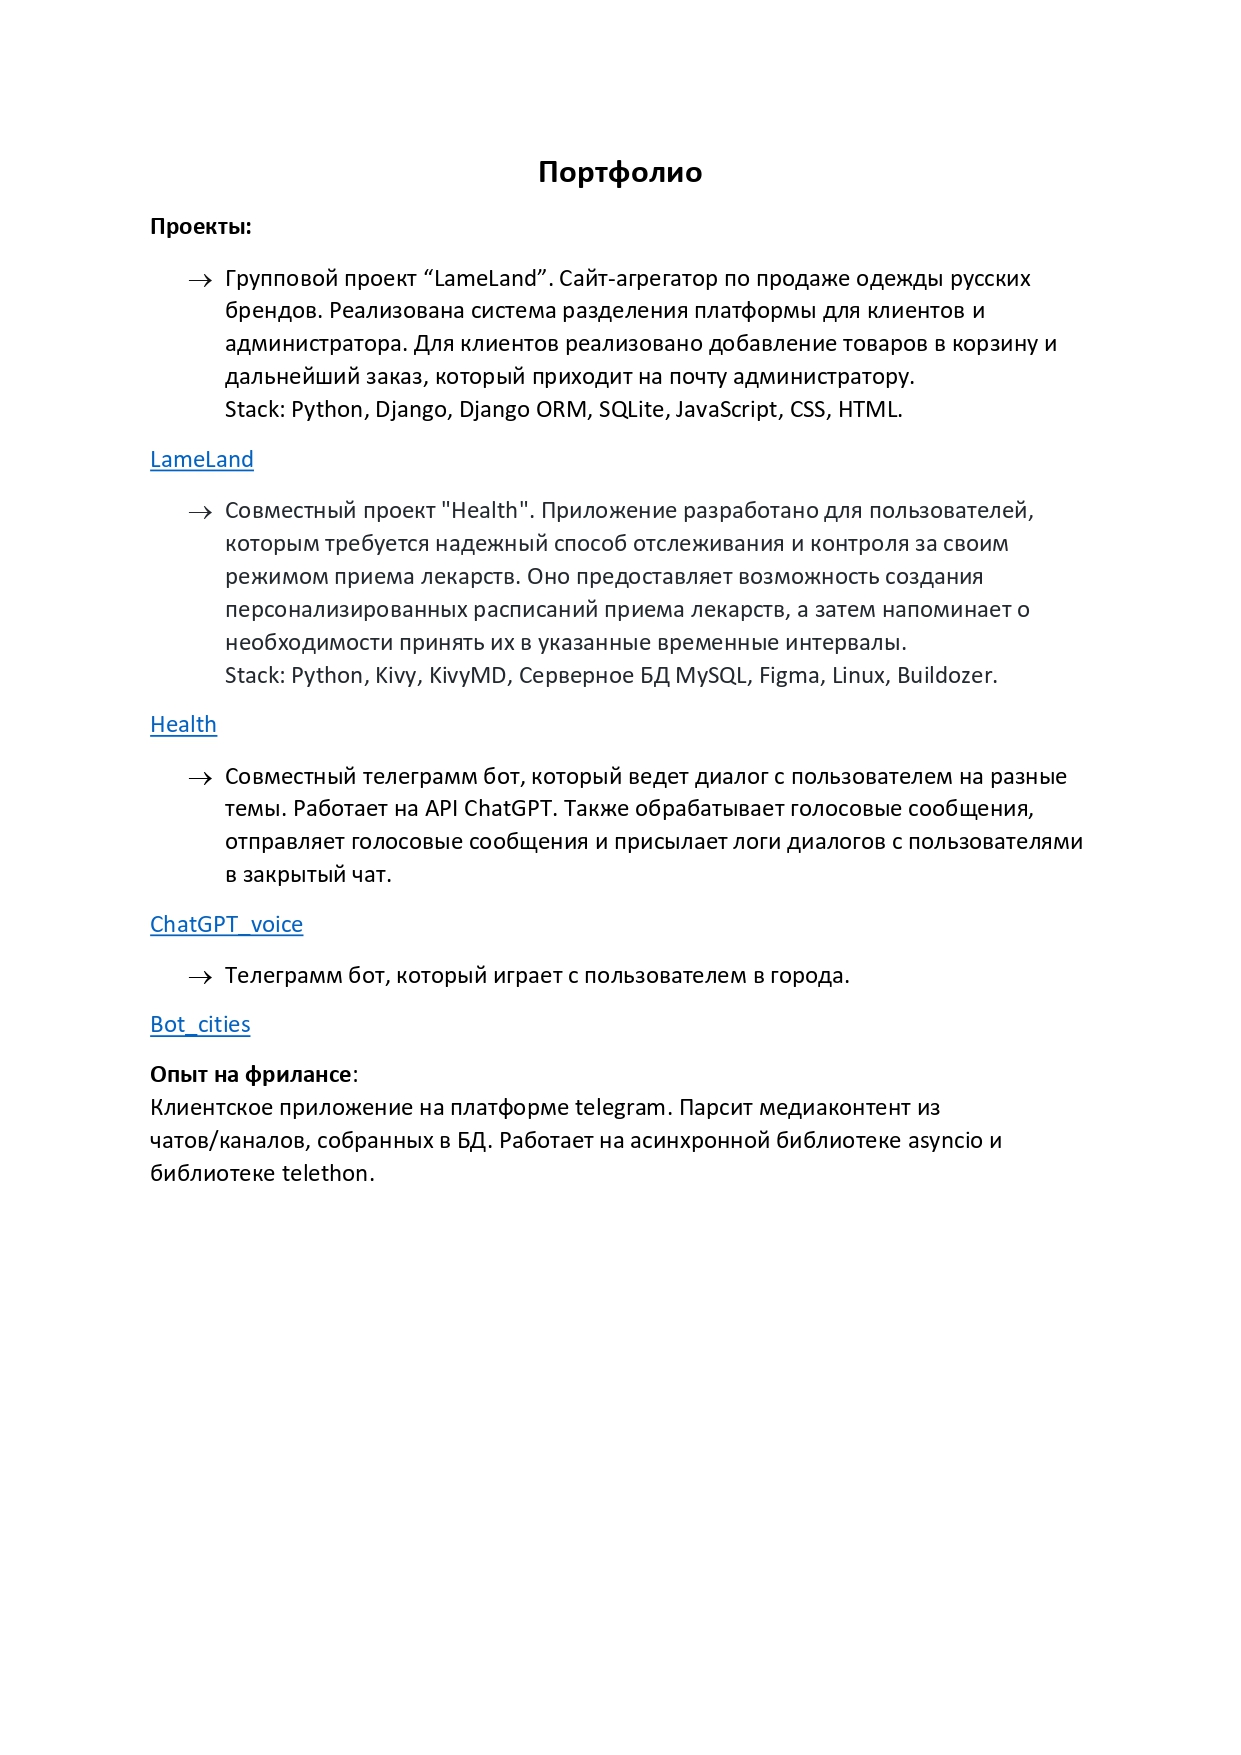 Портфолио
Проекты:
→ Групповой проект “LameLand”. Сайт-агрегатор по продаже одежды русских
брендов. Реализована система разделения платформы для клиентов и
администратора. Для клиентов реализовано добавление товаров в корзину и
дальнейший заказ, который приходит на почту администратору.
Stack: Python, Django, Django ORM, SQLite, JavaScript, CSS, HTML.
LameLand
→ Совместный проект "Health". Приложение разработано для пользователей,
которым требуется надежный способ отслеживания и контроля за своим
режимом приема лекарств. Оно предоставляет возможность создания
персонализированных расписаний приема лекарств, а затем напоминает о
необходимости принять их в указанные временные интервалы.
Stack: Python, Kivy, KivyMD, Серверное БД MySQL, Figma, Linux, Buildozer.
Health
→ Совместный телеграмм бот, который ведет диалог с пользователем на разные
темы. Работает на API ChatGPT. Также обрабатывает голосовые сообщения,
отправляет голосовые сообщения и присылает логи диалогов с пользователями
в закрытый чат.
ChatGPT_voice
→ Телеграмм бот, который играет с пользователем в города.
Bot_cities
Опыт на фрилансе:
Клиентское приложение на платформе telegram. Парсит медиаконтент из
чатов/каналов, собранных в БД. Работает на асинхронной библиотеке asyncio и
библиотеке telethon.